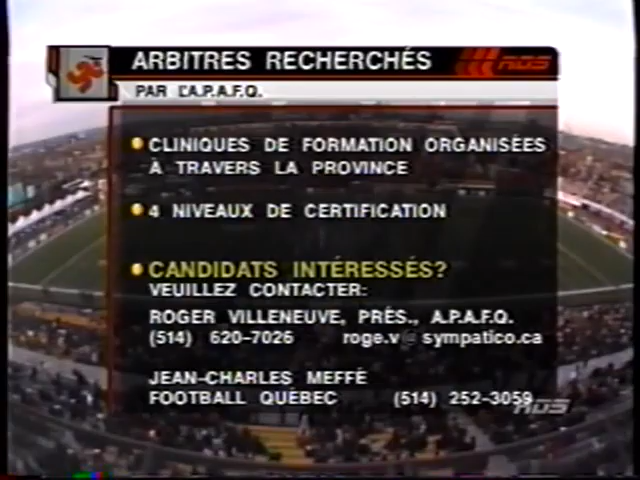 ARBITRES RECHERCHÉS RDS
PAR L'A.P.A.F.Q.
CLINIQUES DE FORMATION ORGANISÉES
À TRAVERS LA PROVINCE
4 NIVEAUX DE CERTIFICATION
CANDIDATS INTÉRESSÉS?
VEUILLEZ CONTACTER:
ROGER VILLENEUVE, PRÉS., A.P.A.F.Q.
(514) 620-7026 roge.v@sympatico.ca
JEAN-CHARLES MEFFE
FOOTBALL QUÉBEC (514) 252-3059
RDS